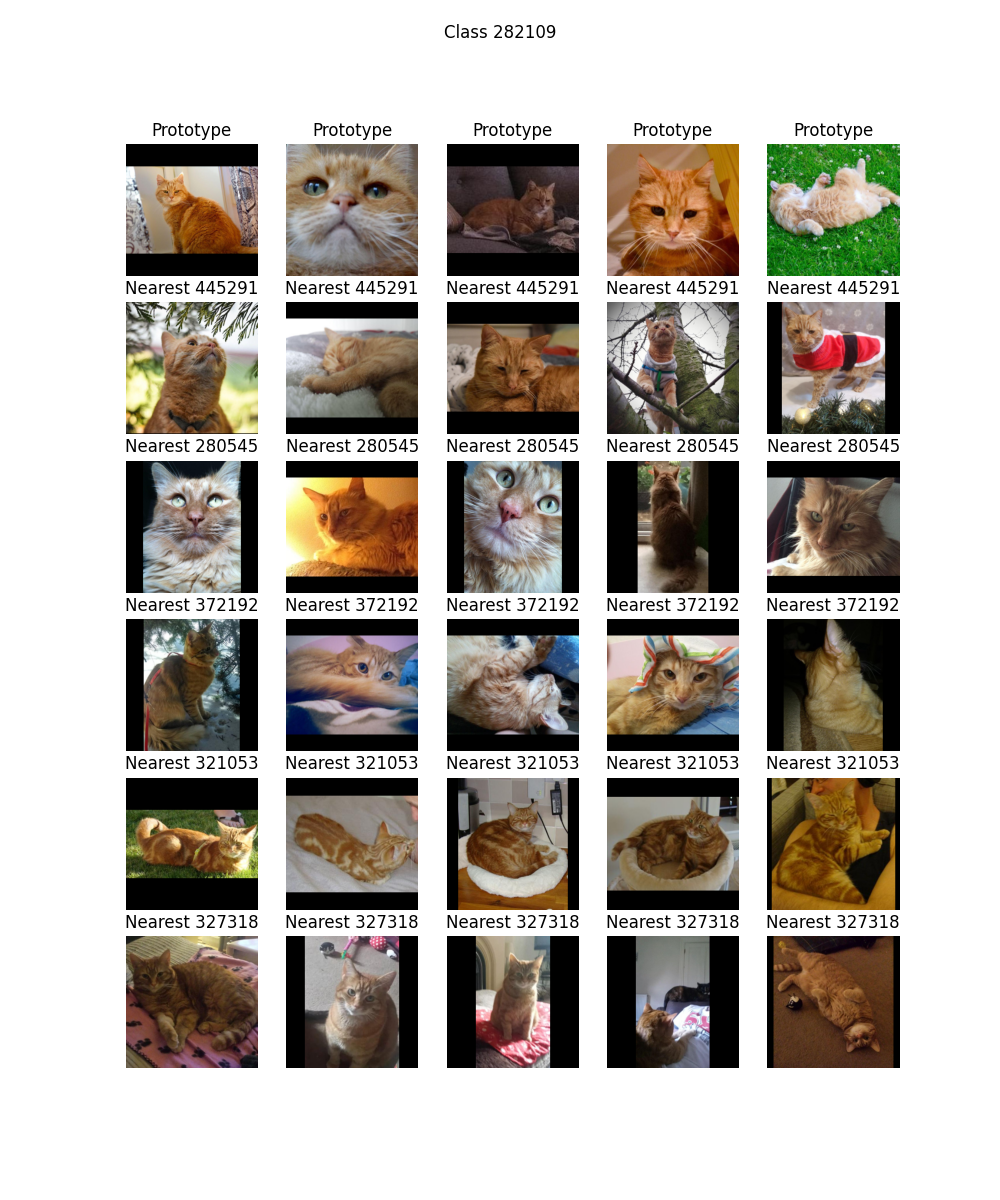 Class 282109
Prototype Prototype Prototype Prototype Prototype
Nearest 445291 Nearest 445291 Nearest 445291 Nearest 445291 Nearest 445291
Nearest 280545 Nearest 280545 Nearest 280545 Nearest 280545 Nearest 280545
Nearest 372192 Nearest 372192 Nearest 372192 Nearest 372192 Nearest 372192
Nearest 321053 Nearest 321053 Nearest 321053 Nearest 321053 Nearest 321053
Nearest 327318 Nearest 327318 Nearest 327318 Nearest 327318 Nearest 327318